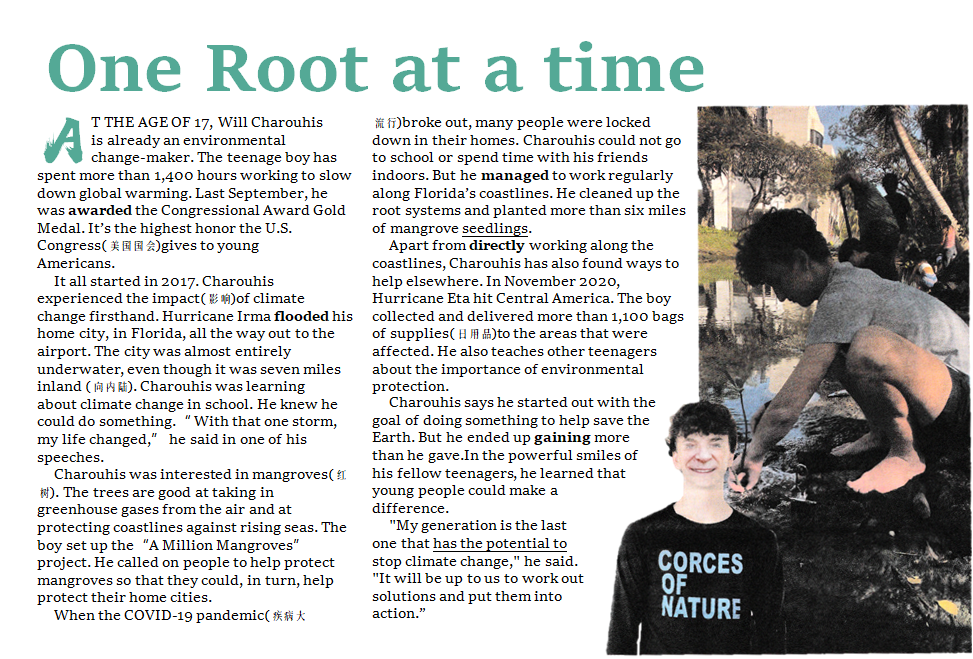 One Root at a time
AT THE AGE OF 17, Will Charouhis
is already an environmental
change-maker. The teenage boy has
spent more than 1,400 hours working to slow
down global warming. Last September, he
was awarded the Congressional Award Gold
Medal. It's the highest honor the U.S.
Congress(美国国会)gives to young
Americans.
It all started in 2017. Charouhis
experienced the impact(影响)of climate
change firsthand. Hurricane Irma flooded his
home city, in Florida, all the way out to the
airport. The city was almost entirely
underwater, even though it was seven miles
inland (向内陆). Charouhis was learning
about climate change in school. He knew he
could do something. “With that one storm,
my life changed,” he said in one of his
speeches.
Charouhis was interested in mangroves(红
树). The trees are good at taking in
greenhouse gases from the air and at
protecting coastlines against rising seas. The
boy set up the “A Million Mangroves”
project. He called on people to help protect
mangroves so that they could, in turn, help
protect their home cities.
When the COVID-19 pandemic(疾病大
流行)broke out, many people were locked
down in their homes. Charouhis could not go
to school or spend time with his friends
indoors. But he managed to work regularly
along Florida's coastlines. He cleaned up the
root systems and planted more than six miles
of mangrove seedlings.
Apart from directly working along the
coastlines, Charouhis has also found ways to
help elsewhere. In November 2020,
Hurricane Eta hit Central America. The boy
collected and delivered more than 1,100 bags
of supplies(日用品)to the areas that were
affected. He also teaches other teenagers
about the importance of environmental
protection.
Charouhis says he started out with the
goal of doing something to help save the
Earth. But he ended up gaining more
than he gave.In the powerful smiles of
his fellow teenagers, he learned that
young people could make a
difference.
"My generation is the last
one that has the potential to
stop climate change," he said.
"It will be up to us to work out
solutions and put them into
action.”
CORCES
OF
NATURE